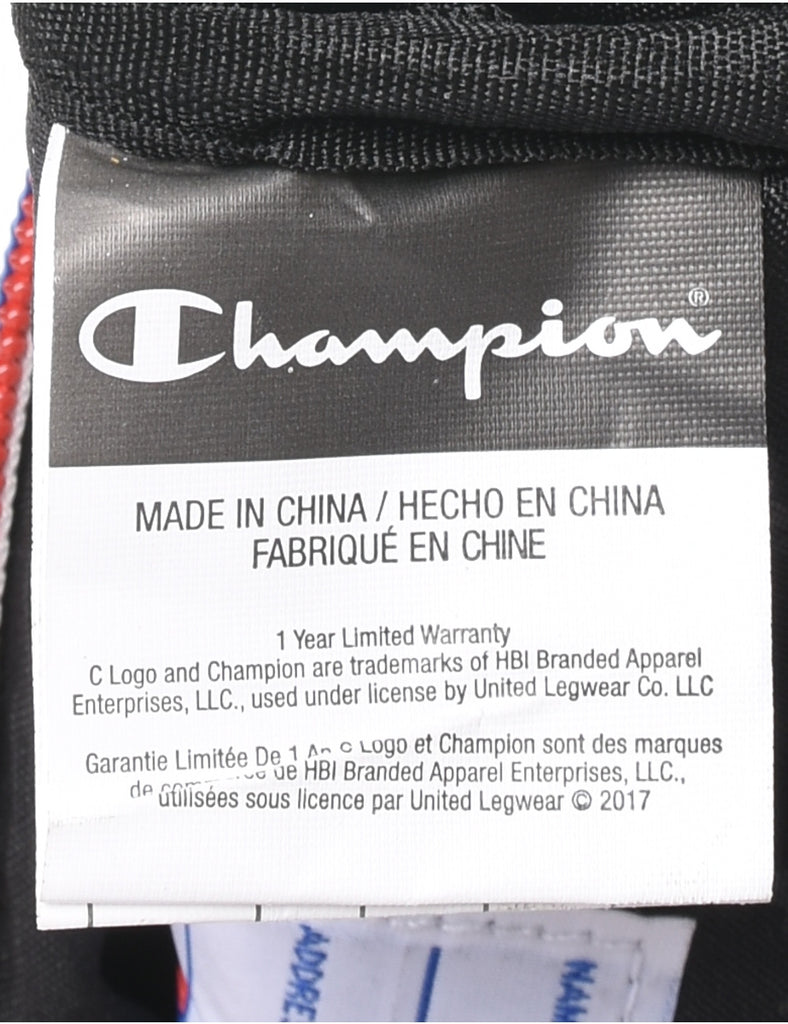 Champion®
MADE IN CHINA / HECHO EN CHINA
FABRIQUÉ EN CHINE
1 Year Limited Warranty
C Logo and Champion are trademarks of HBI Branded Apparel
Enterprises, LLC., used under license by United Legwear Co. LLC
Garantie Limitée De 1 C Logo et Champion sont des marques
de de HBI Branded Apparel Enterprises, LLC.,
utilisées sous licence par United Legwear © 2017